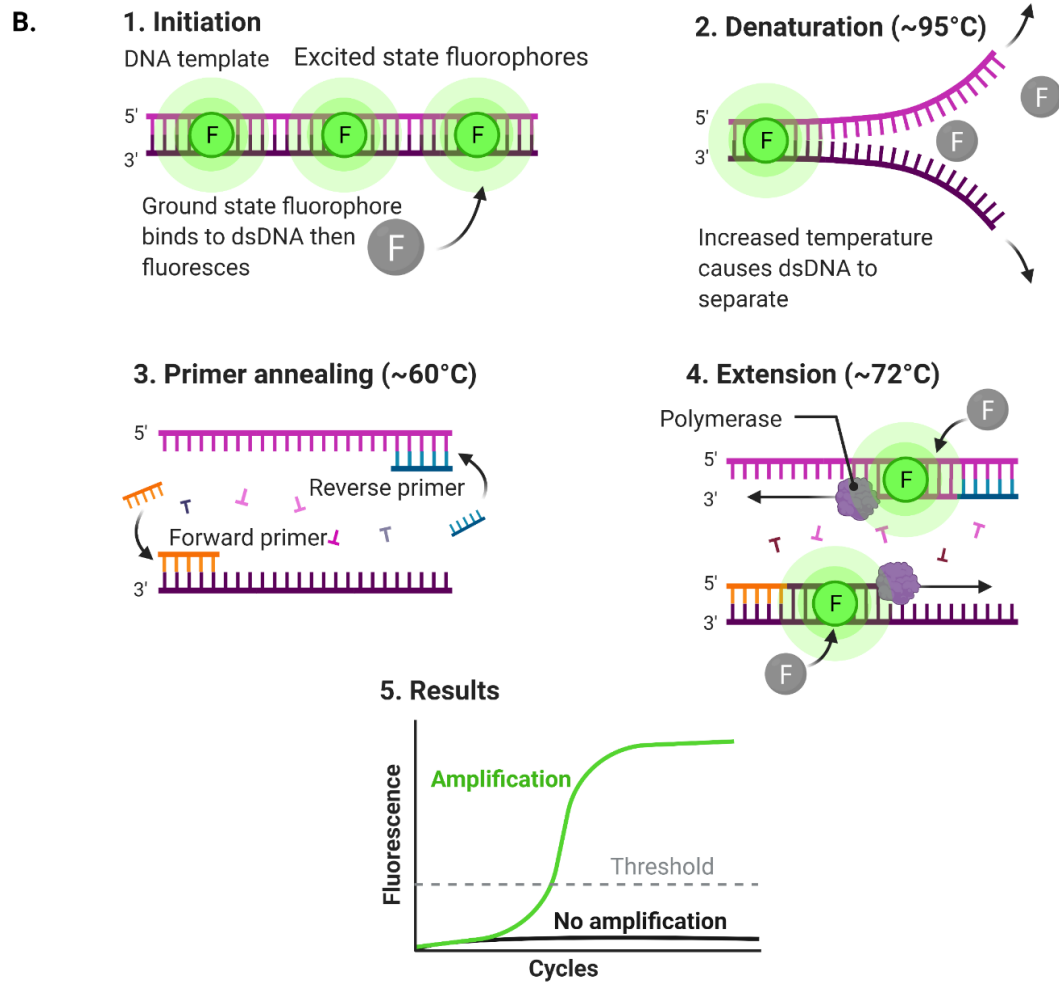 B.
1. Initiation
DNA template
Excited state fluorophores
5'
3'
F
F
F
Ground state fluorophore
binds to dsDNA then
fluoresces
F
2. Denaturation (~95°C)
5'
3'
F
F
F
Increased temperature
causes dsDNA to
separate
3. Primer annealing (~60°C)
5'
Reverse primer
Forward primer
3'
4. Extension (~72°C)
Polymerase
F
5'
3'
F
5'
3'
F
F
5. Results
Fluorescence
Amplification
Threshold
No amplification
Cycles